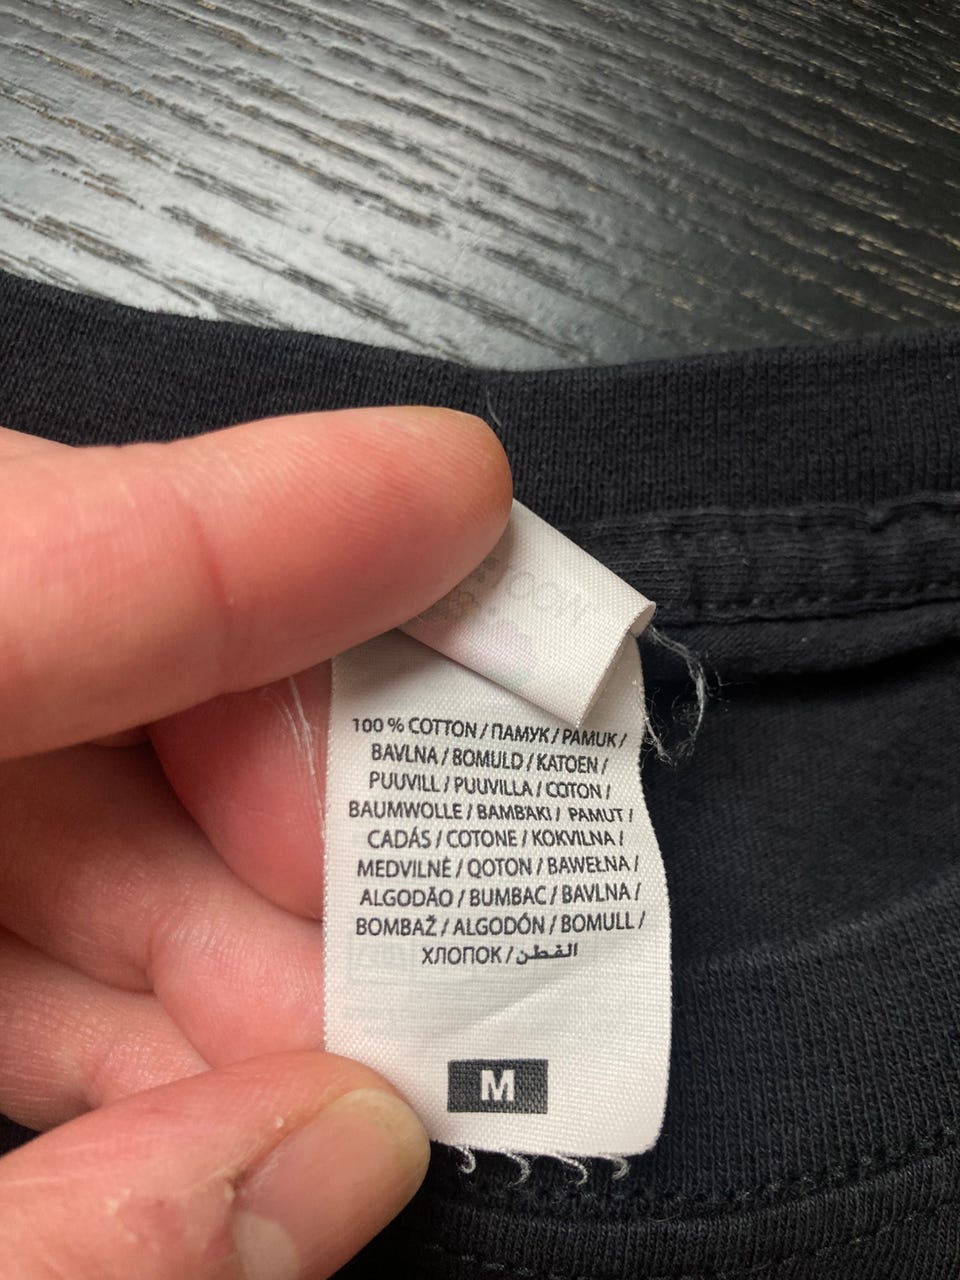 100 % COTTON / ПАМУК / PAMUK /
BAVLNA / BOMULD / KATOEN /
PUUVILL / PUUVILLA / COTON /
BAUMWOLLE / BAMBAKI / PAMUT /
CADÁS / COTONE / KOKVILNA /
MEDVILNĖ / QOTON / BAWEŁNA /
ALGODÃO / BUMBAC / BAVLNA /
BOMBAŽ / ALGODÓN / BOMULL /
ХЛОПОК / القطن
M